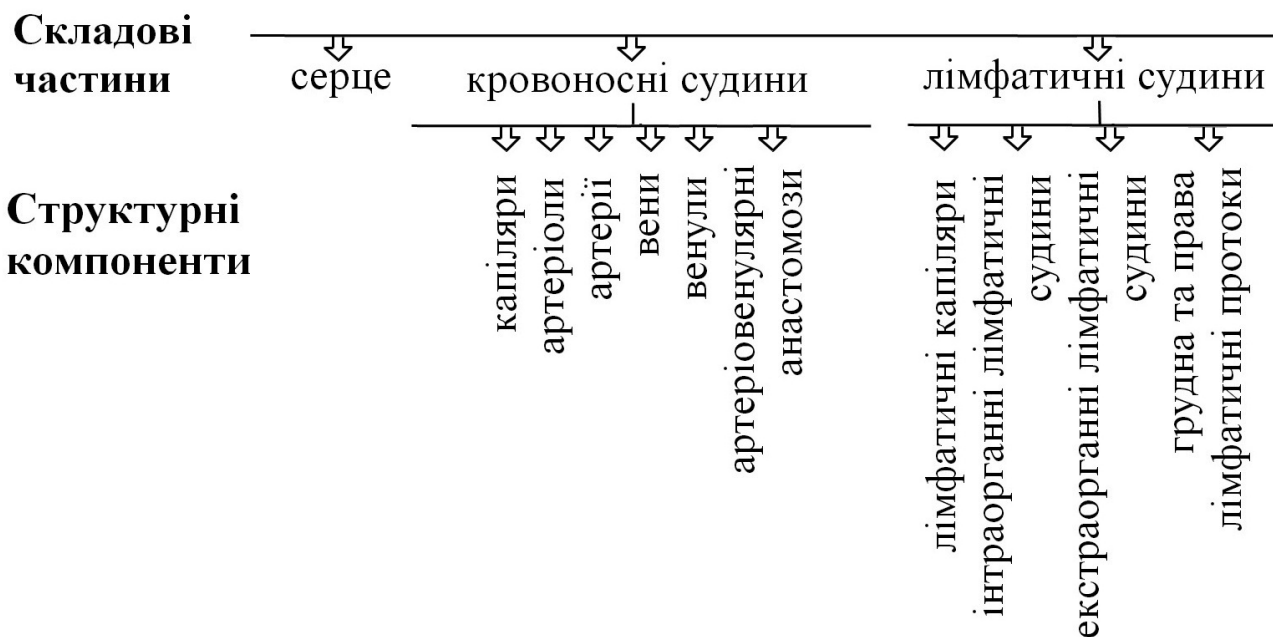 Складові
частини
серце
кровоносні судини
лімфатичні судини
Структурні
компоненти
капіляри
артеріоли
артерії
вени
венули
артеріовенулярні
анастомози
лімфатичні капіляри
інтраорганні лімфатичні
судини
екстраорганні лімфатичні
судини
грудна та права
лімфатичні протоки